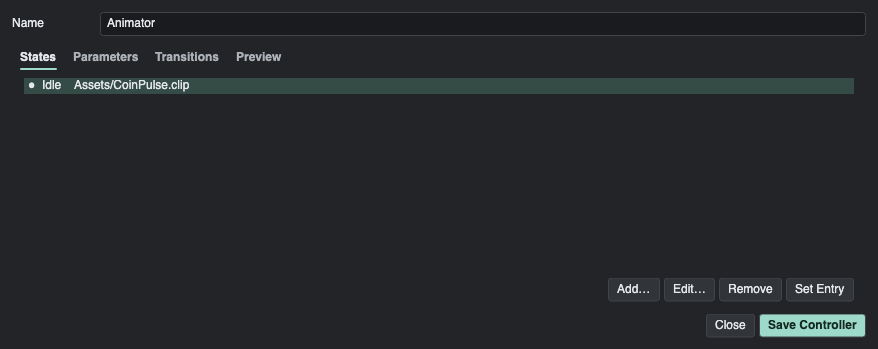 Name Animator
States Parameters Transitions Preview
Idle Assets/CoinPulse.clip
Add... Edit... Remove Set Entry
Close Save Controller